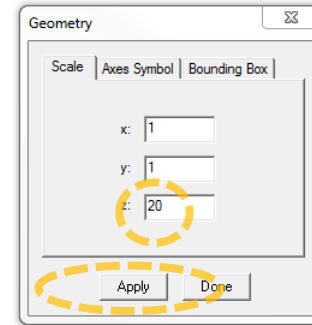 Geometry
Scale Axes Symbol Bounding Box
x: 1
y: 1
z: 20
Apply Done